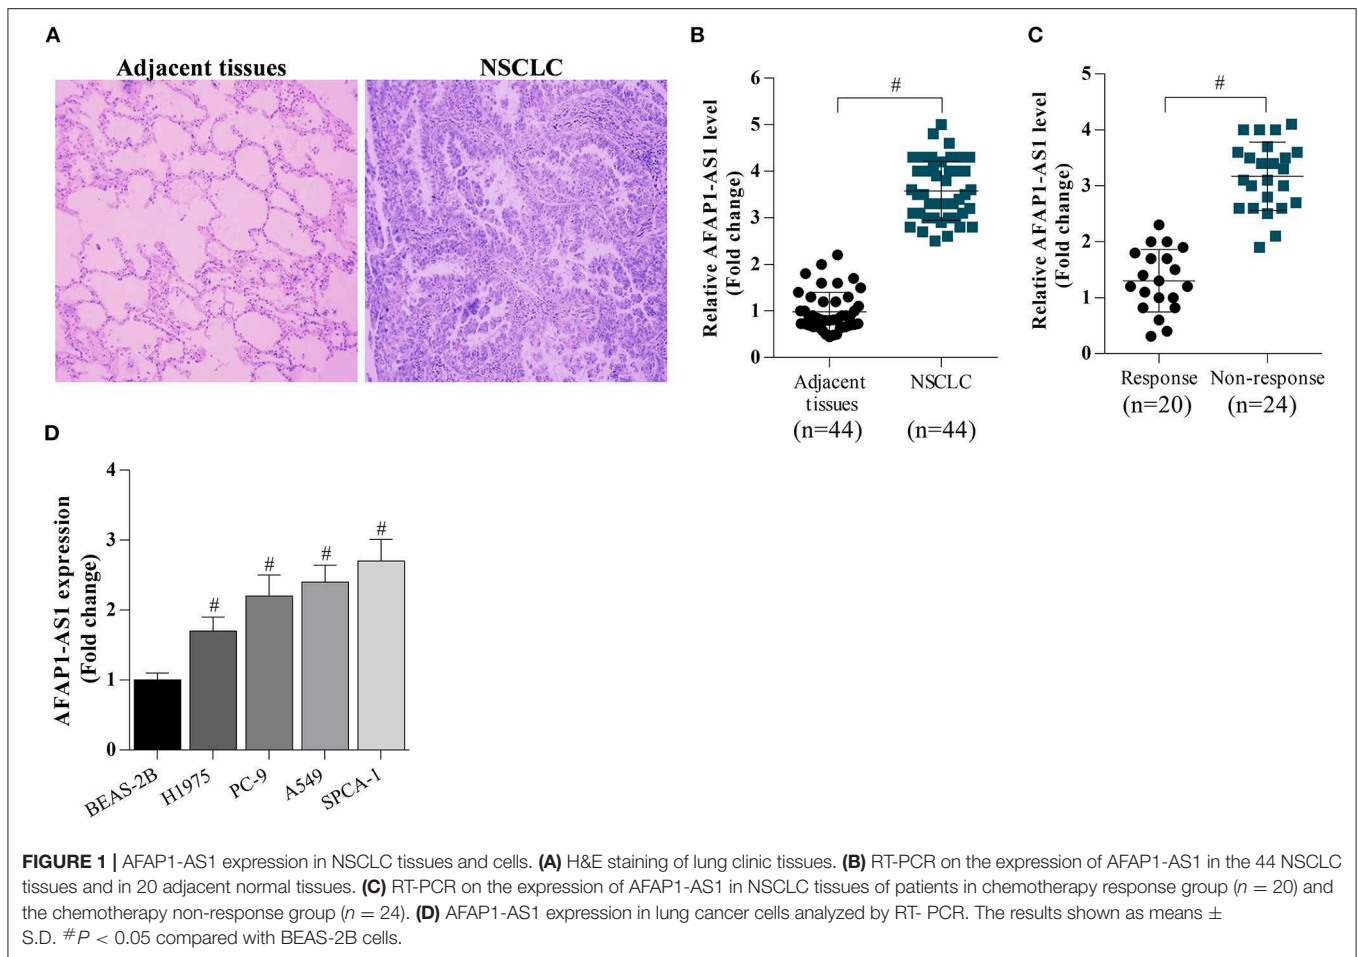 A
Adjacent tissues
NSCLC
B
Relative AFAP1-AS1 level
(Fold change)
6
5
4
3
2
1
0
#
Adjacent
tissues
(n=44)
NSCLC
(n=44)
C
Relative AFAP1-AS1 level
(Fold change)
5
4
3
2
1
0
#
Response
(n=20)
Non-response
(n=24)
D
AFAP1-AS1 expression
(Fold change)
4
3
2
1
0
#
#
#
#
BEAS-2B
H1975
PC-9
A549
SPCA-1
FIGURE 1 | AFAP1-AS1 expression in NSCLC tissues and cells. (A) H&E staining of lung clinic tissues. (B) RT-PCR on the expression of AFAP1-AS1 in the 44 NSCLC
tissues and in 20 adjacent normal tissues. (C) RT-PCR on the expression of AFAP1-AS1 in NSCLC tissues of patients in chemotherapy response group (n = 20) and
the chemotherapy non-response group (n = 24). (D) AFAP1-AS1 expression in lung cancer cells analyzed by RT- PCR. The results shown as means ±
S.D. #P < 0.05 compared with BEAS-2B cells.